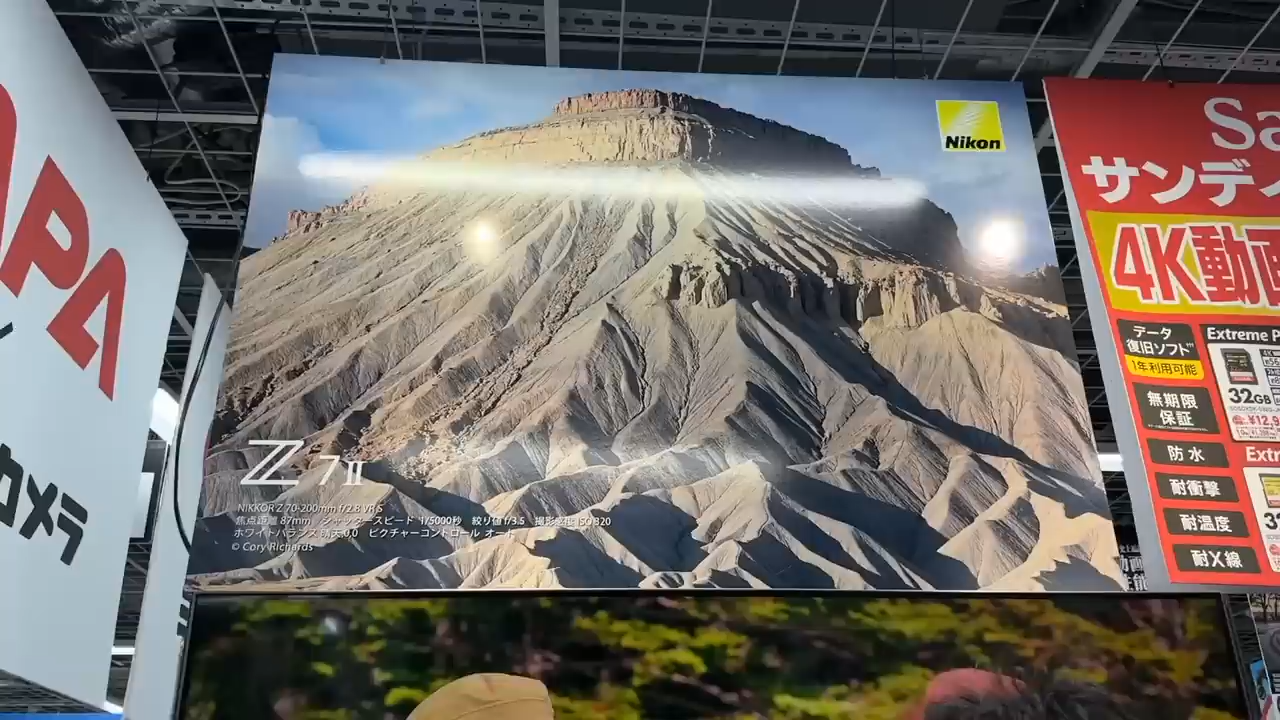 APA
カメラ
Nikon
Z 7II
NIKKOR Z 70-200mm f/2.8 VR S
焦点距離 87mm シャッタースピード 1/5000秒 絞り値 f/3.5 撮影感度 ISO 320
ホワイトバランス 晴天,0,0 ピクチャーコントロール オート
© Cory Richards
Sa
サンデ
4K動画
データ
復旧ソフト
1年利用可能
無期限
保証
防水
耐衝撃
耐温度
耐X線
Extreme P
32GB
¥12,9
Extr